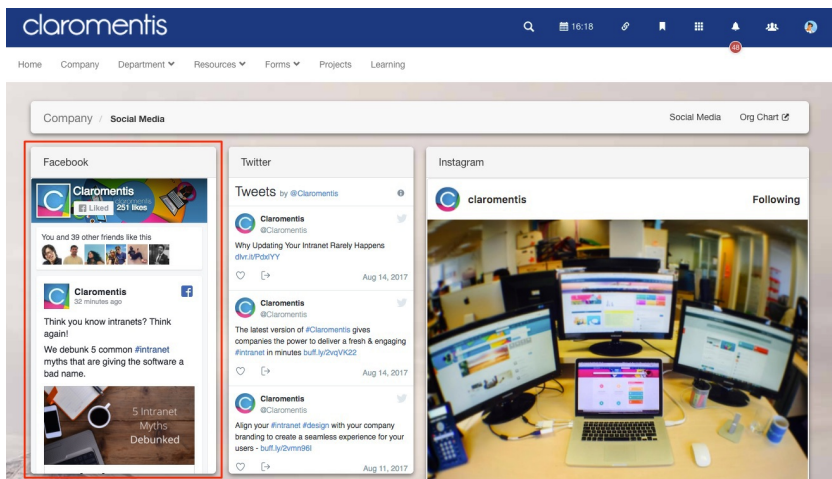 claromentis
16:18
48
Home Company Department Resources Forms Projects Learning
Company / Social Media
Social Media Org Chart
Facebook
Claromentis
Liked 251 likes
You and 39 other friends like this
Claromentis
32 minutes ago
Think you know intranets? Think
again!
We debunk 5 common #intranet
myths that are giving the software a
bad name.
5 Intranet
Myths
Debunked
Twitter
Tweets by @Claromentis
Claromentis
@Claromentis
Why Updating Your Intranet Rarely Happens
dlvr.it/PdxlYY
Aug 14, 2017
Claromentis
@Claromentis
The latest version of #Claromentis gives
companies the power to deliver a fresh & engaging
#intranet in minutes buff.ly/2vqVK22
Aug 14, 2017
Claromentis
@Claromentis
Align your #intranet #design with your company
branding to create a seamless experience for your
users - buff.ly/2vmn96l
Aug 11, 2017
Instagram
claromentis
Following